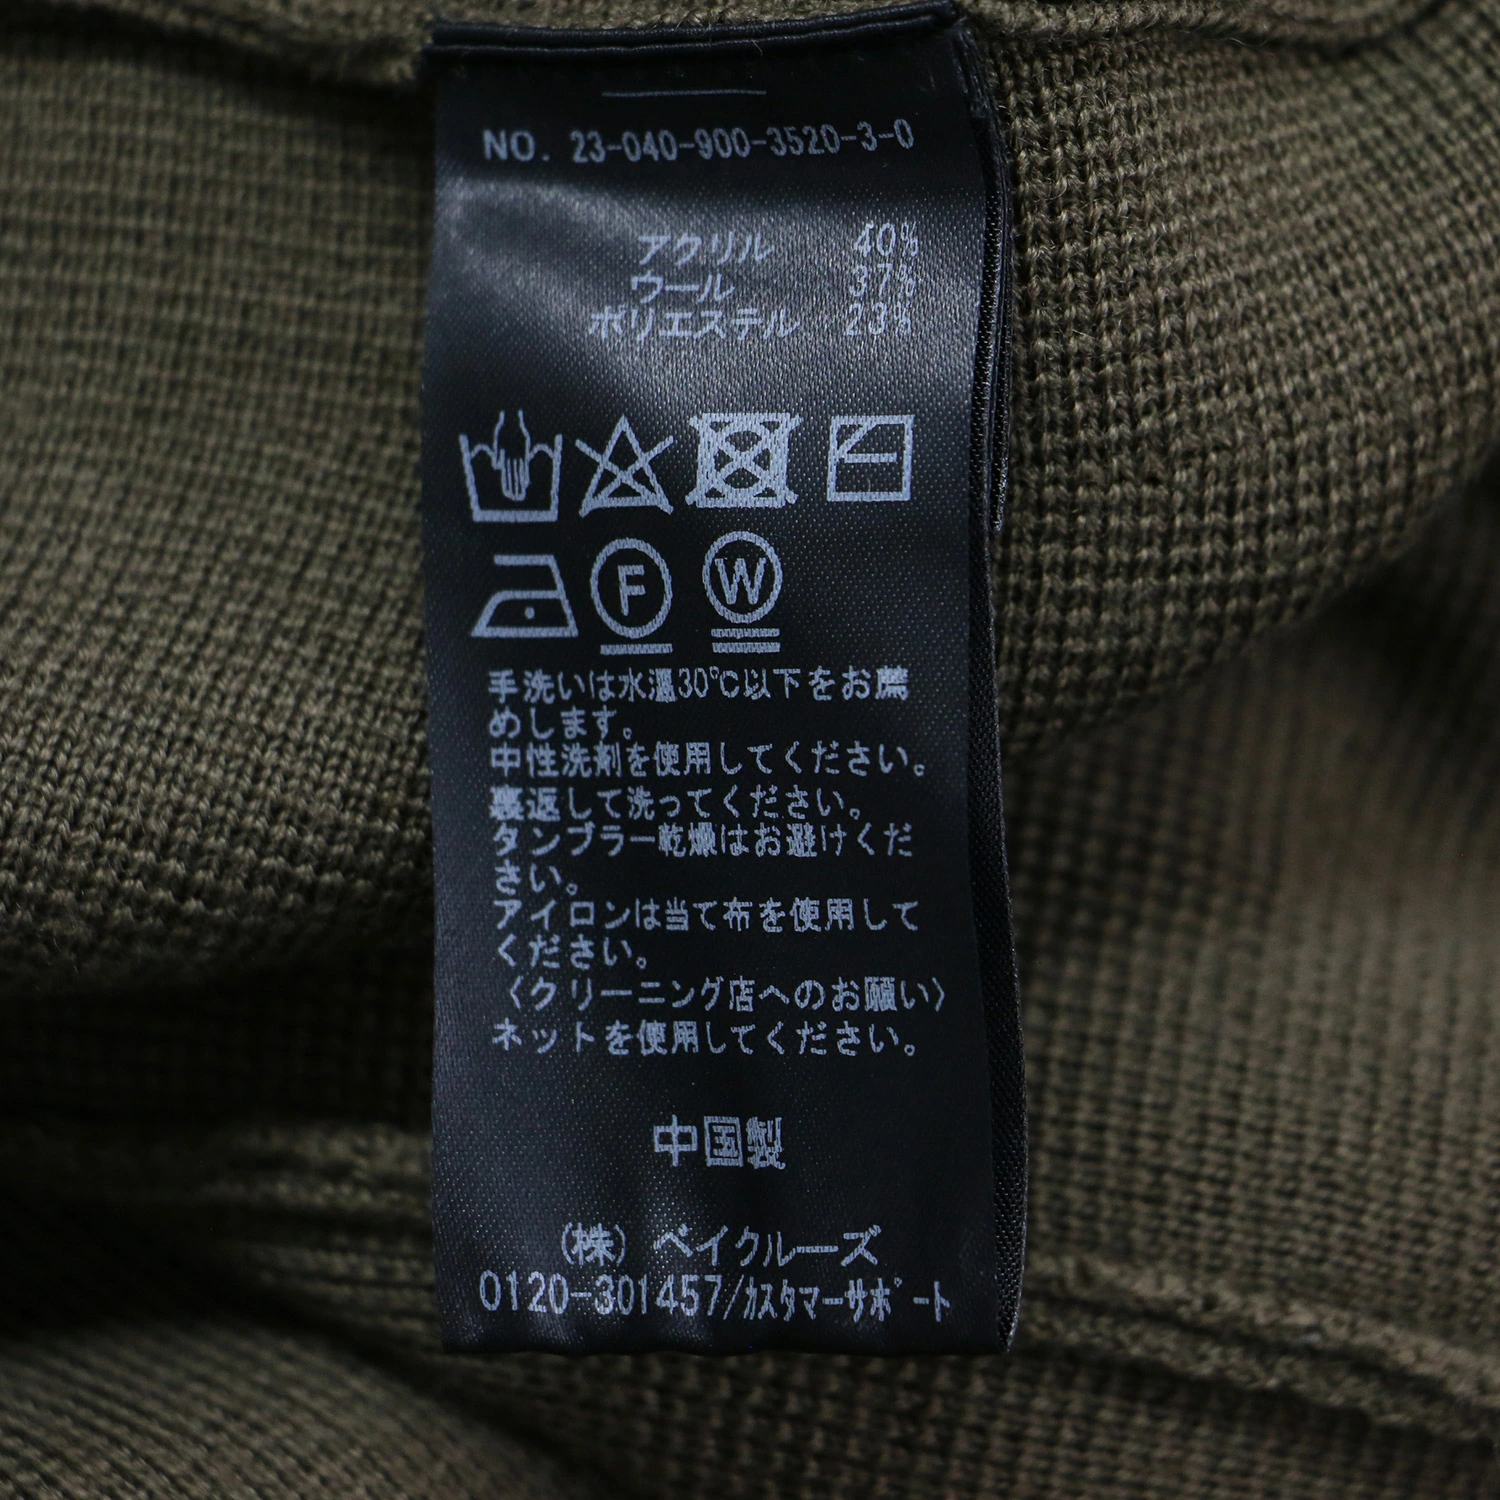 NO. 23-040-900-3520-3-0
アクリル 40%
ウール 37%
ポリエステル 23%
F W
手洗いは水温30℃以下をお薦
めします。
中性洗剤を使用してください。
裏返して洗ってください。
タンブラー乾燥はお避けくだ
さい。
アイロンは当て布を使用して
ください。
〈クリーニング店へのお願い〉
ネットを使用してください。
中国製
(株) ベイクルーズ
0120-301457/ｶｽﾀﾏｰｻﾎﾟｰﾄ